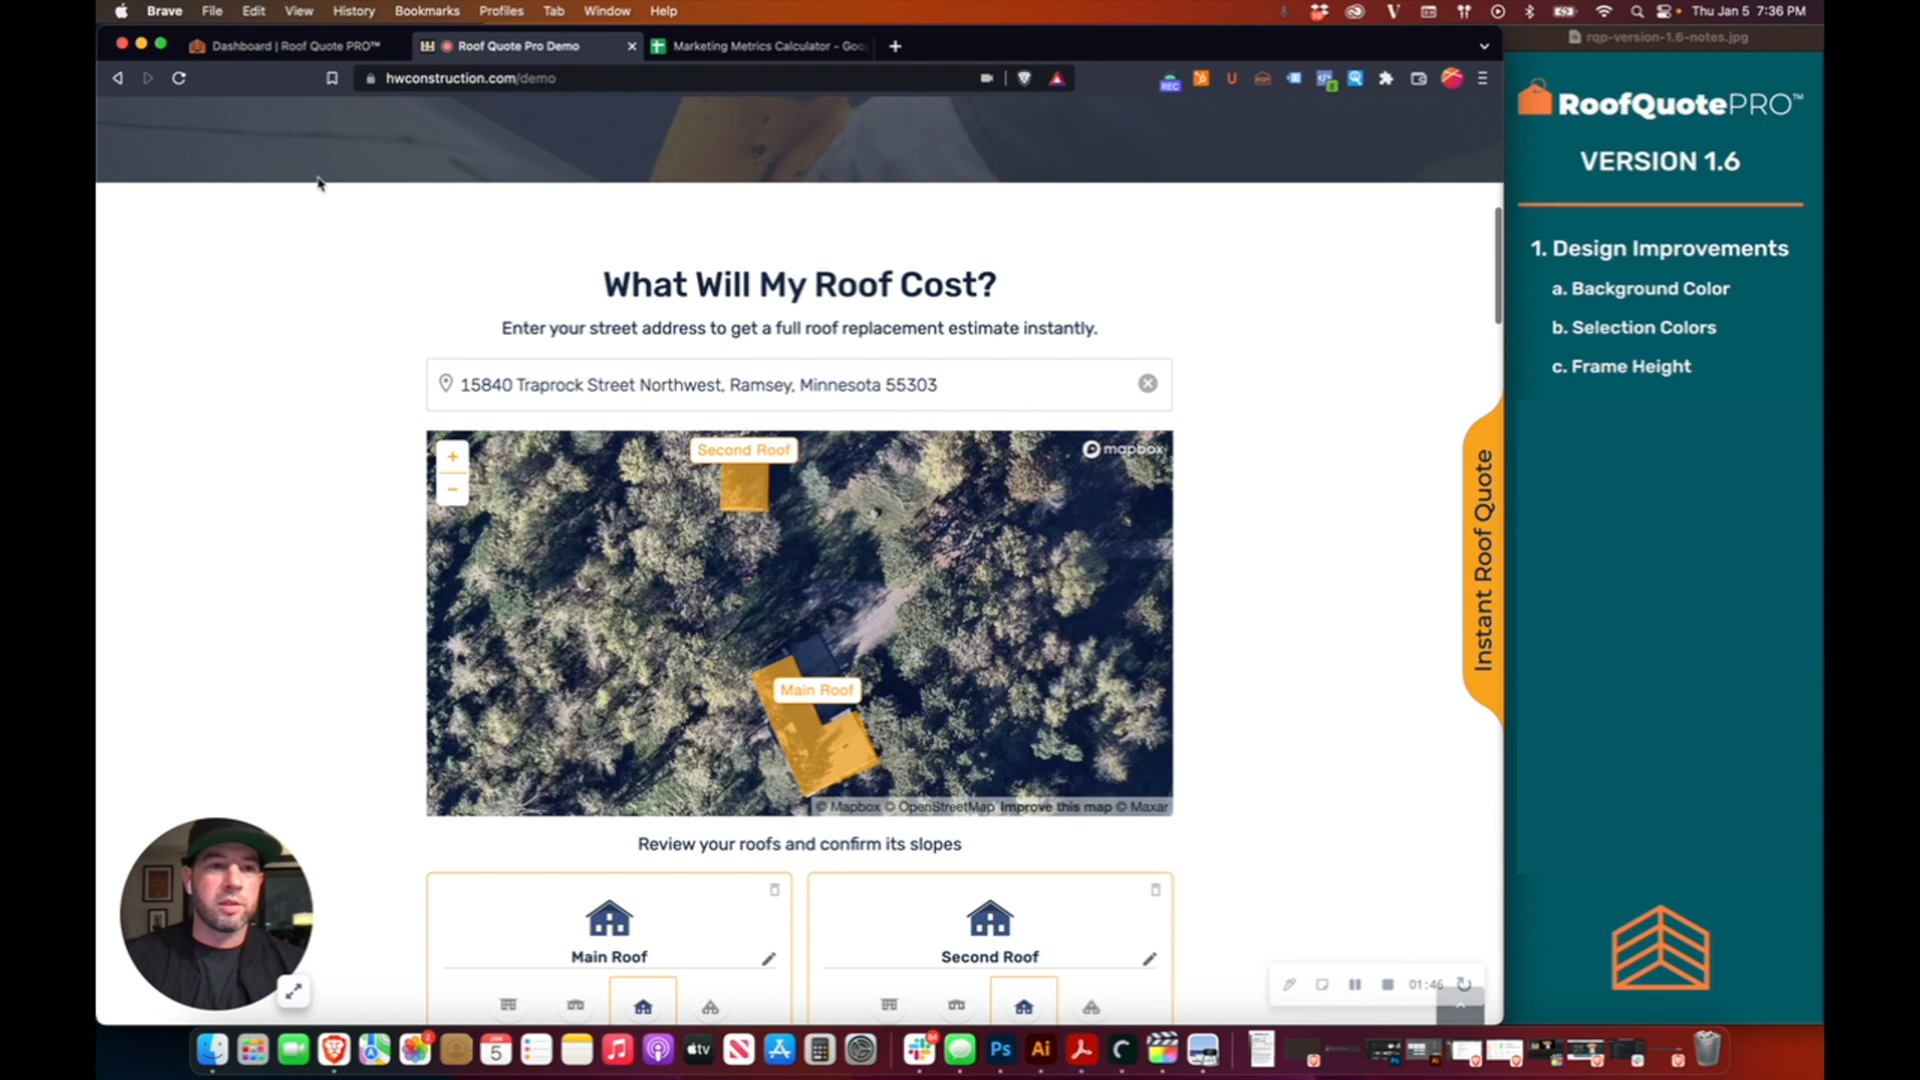 Brave File Edit View History Bookmarks Profiles Tab Window Help Thu Jan 5 7:36 PM
rqp-version-1.6-notes.jpg
Dashboard | Roof Quote PRO™
Roof Quote Pro Demo
Marketing Metrics Calculator - Goo
hwconstruction.com/demo
REC
RoofQuotePRO™
VERSION 1.6
1. Design Improvements
a. Background Color
b. Selection Colors
c. Frame Height
What Will My Roof Cost?
Enter your street address to get a full roof replacement estimate instantly.
15840 Traprock Street Northwest, Ramsey, Minnesota 55303
Second Roof
mapbox
Instant Roof Quote
Main Roof
© Mapbox © OpenStreetMap Improve this map © Maxar
Review your roofs and confirm its slopes
Main Roof
Second Roof
01:46
5
tv
Ps
Ai